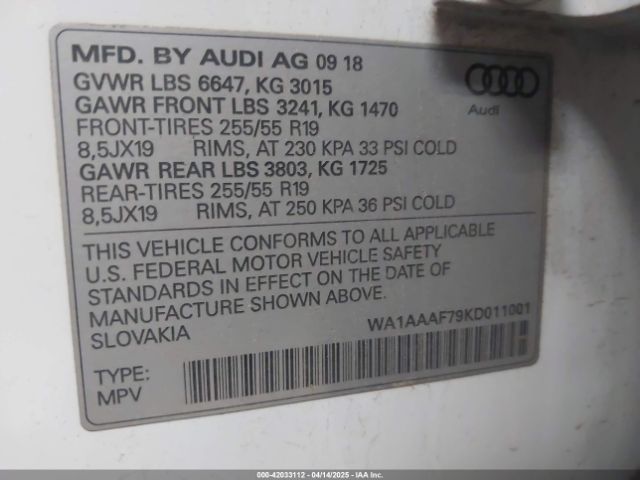 MFD. BY AUDI AG 09 18
GVWR LBS 6647, KG 3015
GAWR FRONT LBS 3241, KG 1470
FRONT-TIRES 255/55 R19
8,5JX19 RIMS, AT 230 KPA 33 PSI COLD
GAWR REAR LBS 3803, KG 1725
REAR-TIRES 255/55 R19
8,5JX19 RIMS, AT 250 KPA 36 PSI COLD
Audi
THIS VEHICLE CONFORMS TO ALL APPLICABLE
U.S. FEDERAL MOTOR VEHICLE SAFETY
STANDARDS IN EFFECT ON THE DATE OF
MANUFACTURE SHOWN ABOVE.
SLOVAKIA WA1AAAF79KD011001
TYPE:
MPV
000-42033112 - 04/14/2025 - IAAI, Inc.